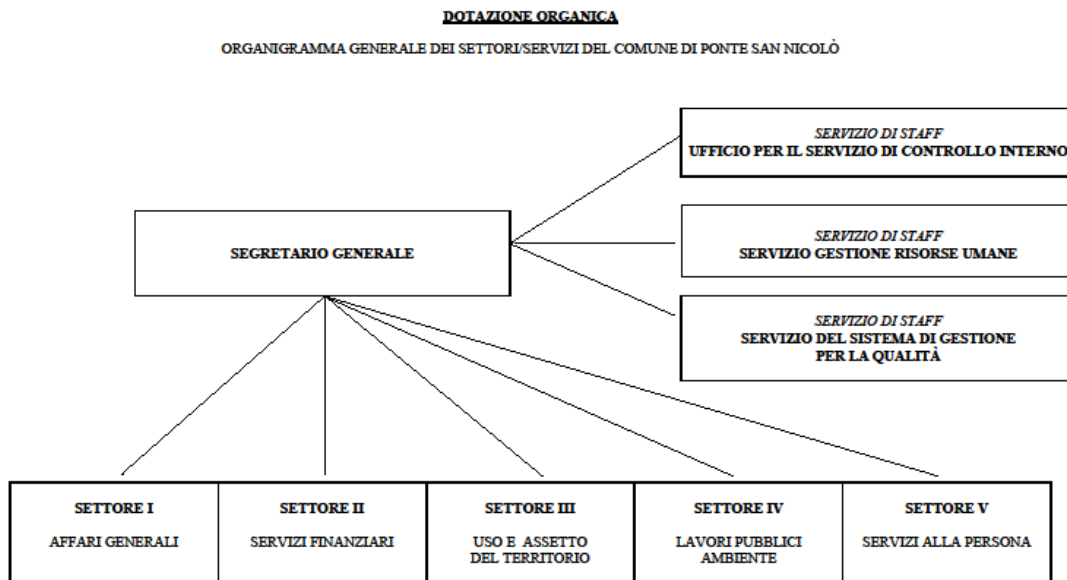 DOTAZIONE ORGANICA
ORGANIGRAMMA GENERALE DEI SETTORI/SERVIZI DEL COMUNE DI PONTE SAN NICOLÒ
SERVIZIO DI STAFF
UFFICIO PER IL SERVIZIO DI CONTROLLO INTERNO
SEGRETARIO GENERALE
SERVIZIO DI STAFF
SERVIZIO GESTIONE RISORSE UMANE
SERVIZIO DI STAFF
SERVIZIO DEL SISTEMA DI GESTIONE
PER LA QUALITÀ
SETTORE I
AFFARI GENERALI
SETTORE II
SERVIZI FINANZIARI
SETTORE III
USO E ASSETTO
DEL TERRITORIO
SETTORE IV
LAVORI PUBBLICI
AMBIENTE
SETTORE V
SERVIZI ALLA PERSONA